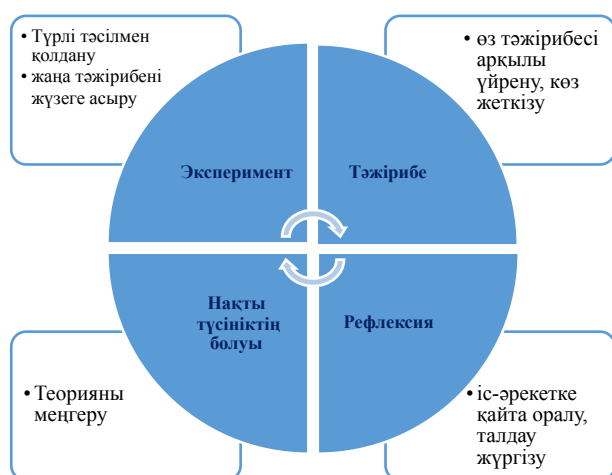 • Түрлі тәсілмен
қолдану
• жаңа тәжірибені
жүзеге асыру
• өз тәжірибесі
арқылы
үйрену, көз
жеткізу
Эксперимент
Тәжірибе
Нақты
түсініктің
болуы
Рефлексия
• Теорияны
меңгеру
• іс-әрекетке
қайта оралу,
талдау
жүргізу